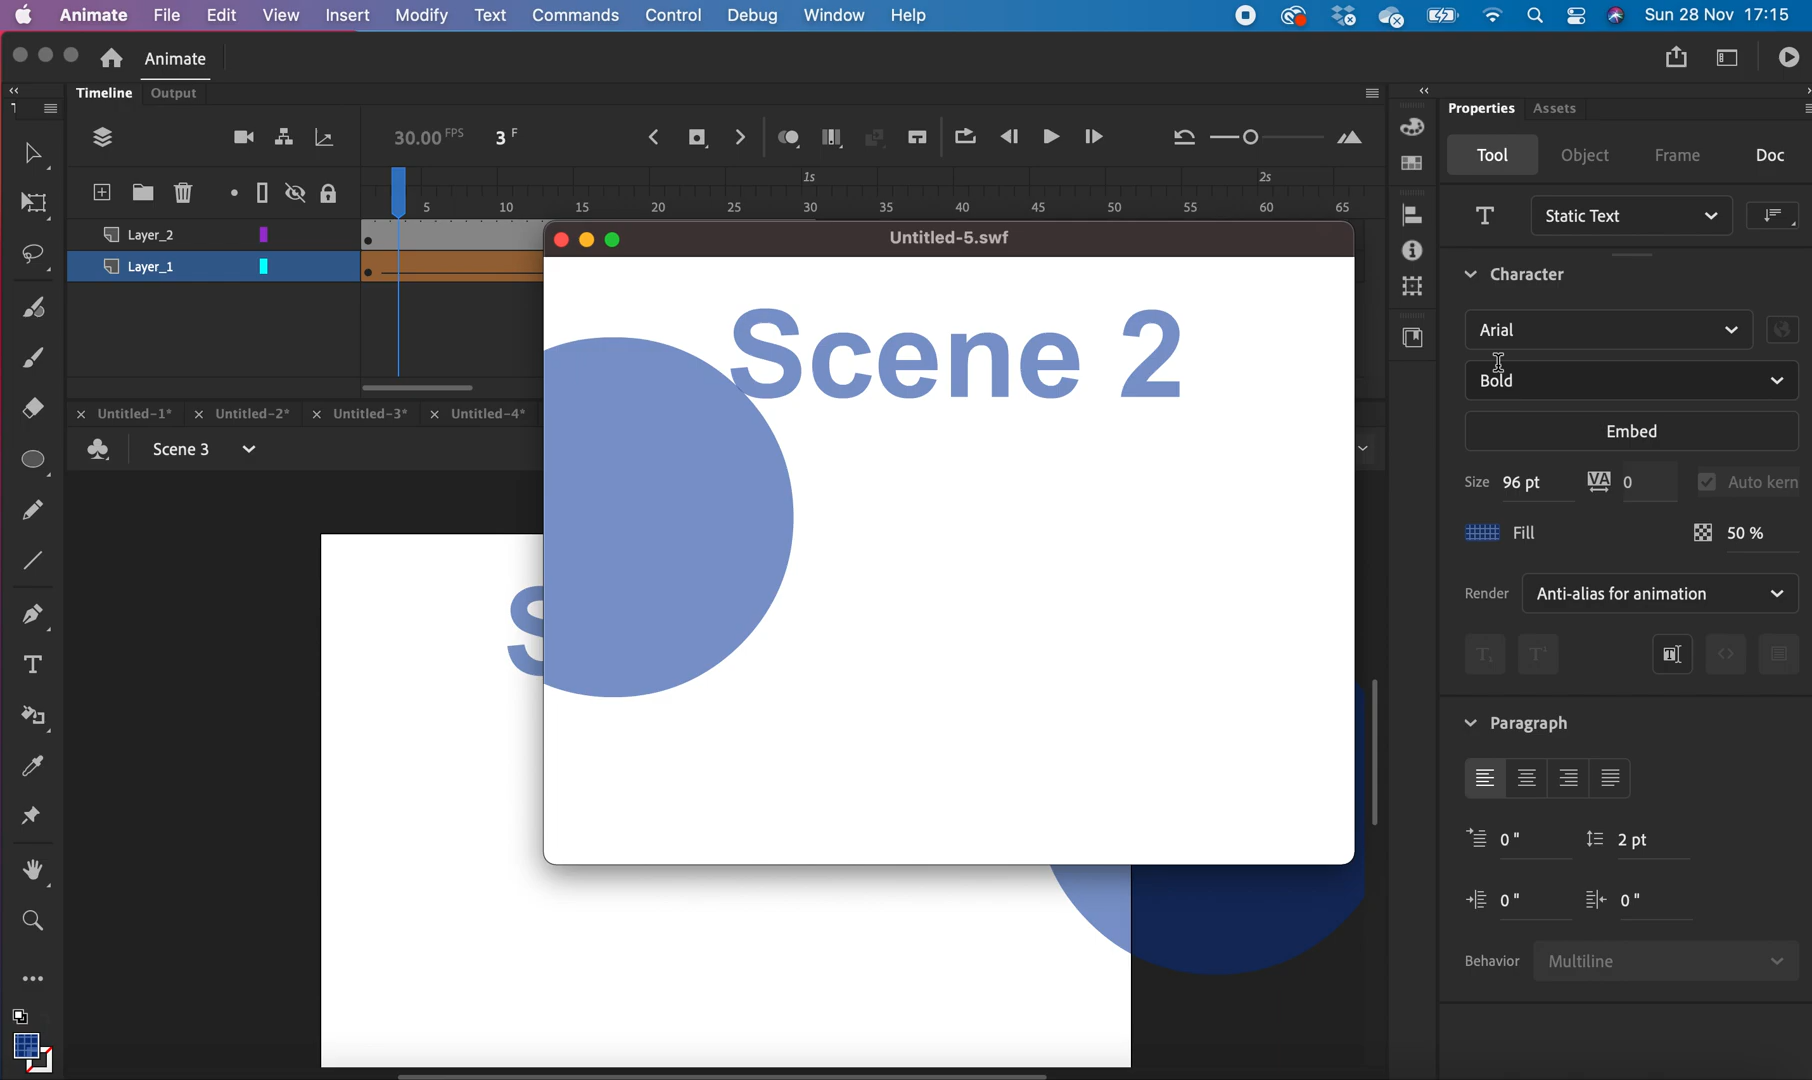 Animate File Edit View Insert Modify Text Commands Control Debug Window Help Sun 28 Nov 17:15
Animate
Timeline Output
Properties Assets
30.00 FPS 3 F
Tool Object Frame Doc
1s 2s
5 10 15 20 25 30 35 40 45 50 55 60 65
Static Text
Layer_2
Untitled-5.swf
Layer_1
Character
Scene 2
Arial
Bold
Untitled-1* Untitled-2* Untitled-3* Untitled-4*
Embed
Scene 3
Size 96 pt VA 0 Auto kern
Fill 50 %
Render Anti-alias for animation
S
Paragraph
0" 2 pt
0" 0"
Behavior Multiline